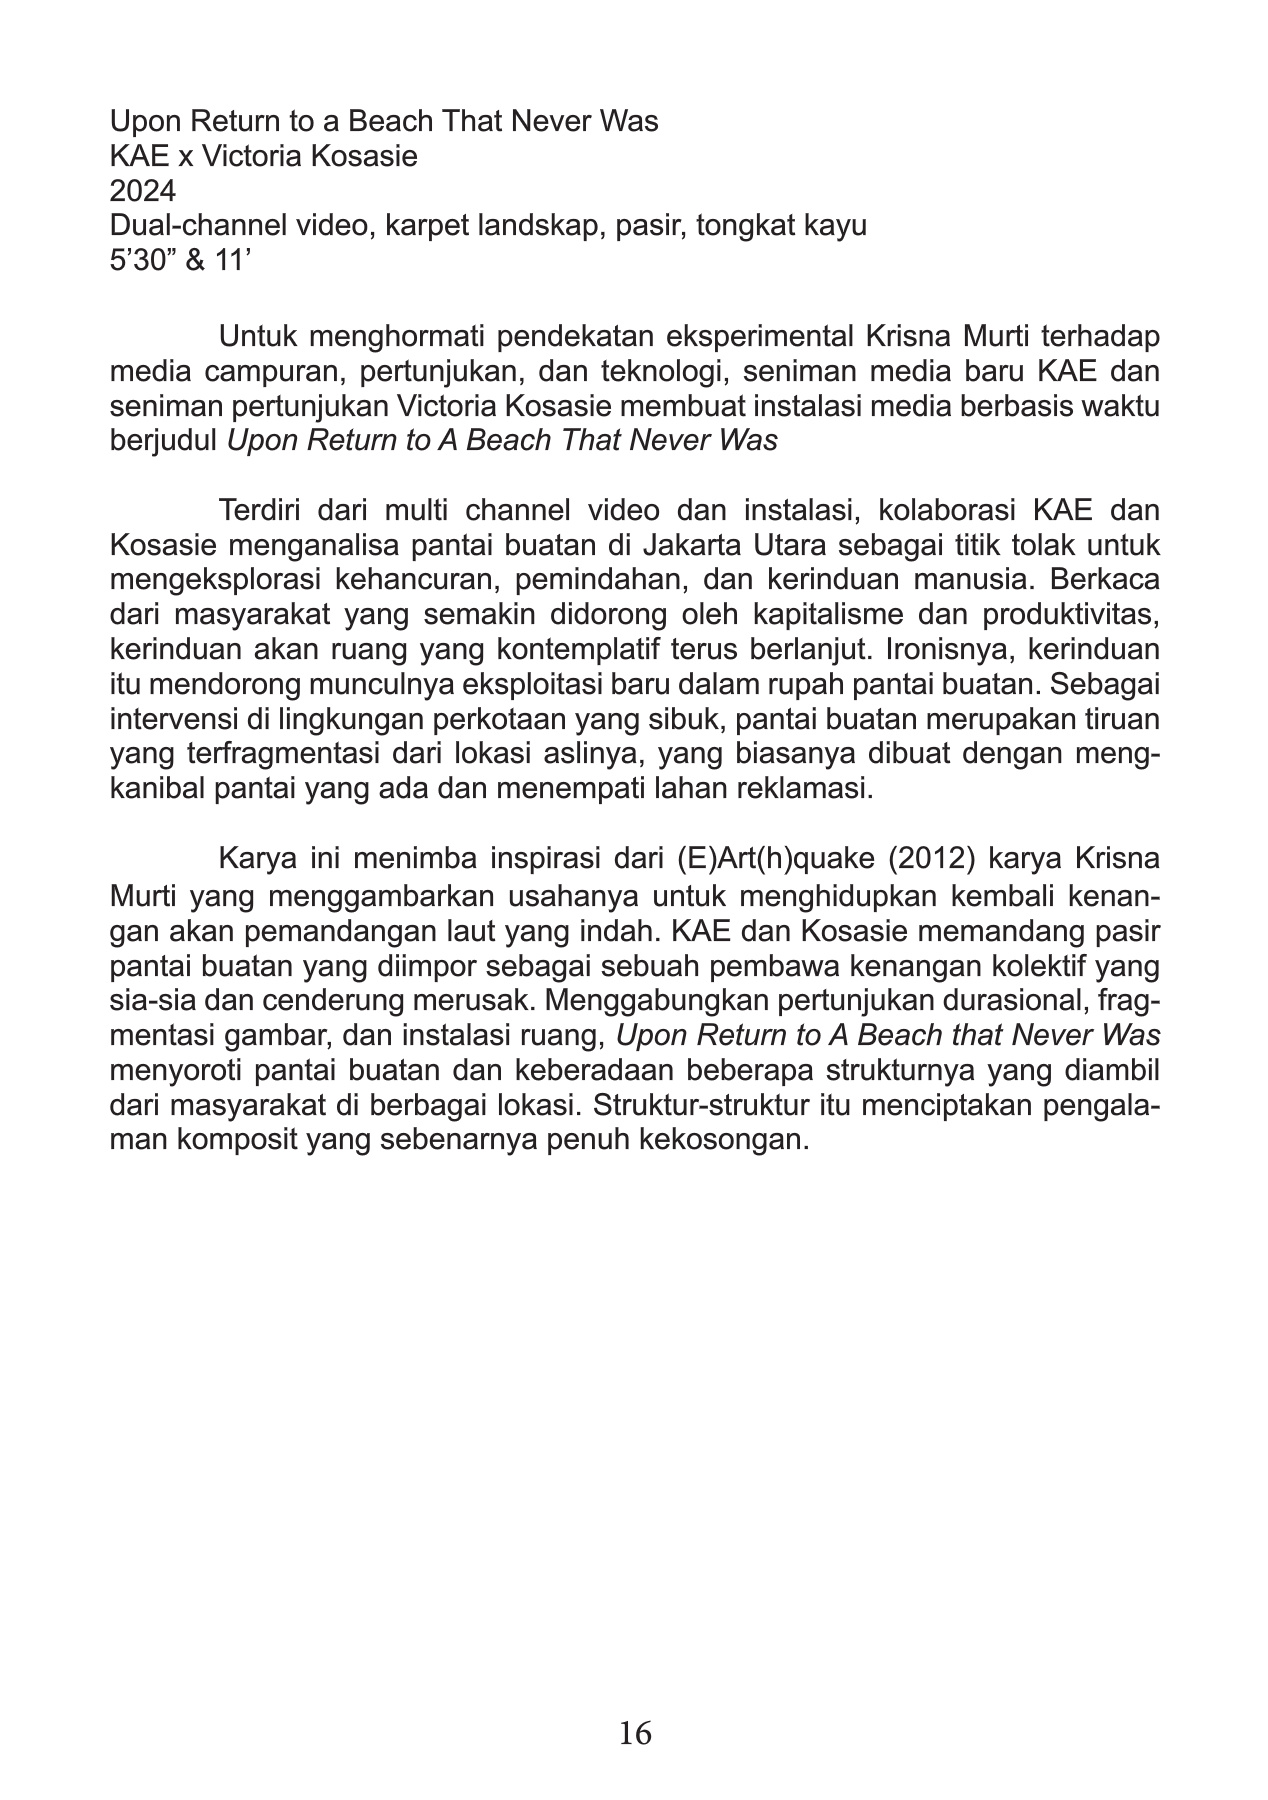 Upon Return to a Beach That Never Was
KAE x Victoria Kosasie
2024
Dual-channel video, karpet landskap, pasir, tongkat kayu
5’30” & 11’
Untuk menghormati pendekatan eksperimental Krisna Murti terhadap
media campuran, pertunjukan, dan teknologi, seniman media baru KAE dan
seniman pertunjukan Victoria Kosasie membuat instalasi media berbasis waktu
berjudul Upon Return to A Beach That Never Was
Terdiri dari multi channel video dan instalasi, kolaborasi KAE dan
Kosasie menganalisa pantai buatan di Jakarta Utara sebagai titik tolak untuk
mengeksplorasi kehancuran, pemindahan, dan kerinduan manusia. Berkaca
dari masyarakat yang semakin didorong oleh kapitalisme dan produktivitas,
kerinduan akan ruang yang kontemplatif terus berlanjut. Ironisnya, kerinduan
itu mendorong munculnya eksploitasi baru dalam rupah pantai buatan. Sebagai
intervensi di lingkungan perkotaan yang sibuk, pantai buatan merupakan tiruan
yang terfragmentasi dari lokasi aslinya, yang biasanya dibuat dengan meng-
kanibal pantai yang ada dan menempati lahan reklamasi.
Karya ini menimba inspirasi dari (E)Art(h)quake (2012) karya Krisna
Murti yang menggambarkan usahanya untuk menghidupkan kembali kenan-
gan akan pemandangan laut yang indah. KAE dan Kosasie memandang pasir
pantai buatan yang diimpor sebagai sebuah pembawa kenangan kolektif yang
sia-sia dan cenderung merusak. Menggabungkan pertunjukan durasional, frag-
mentasi gambar, dan instalasi ruang, Upon Return to A Beach that Never Was
menyoroti pantai buatan dan keberadaan beberapa strukturnya yang diambil
dari masyarakat di berbagai lokasi. Struktur-struktur itu menciptakan pengala-
man komposit yang sebenarnya penuh kekosongan.
16